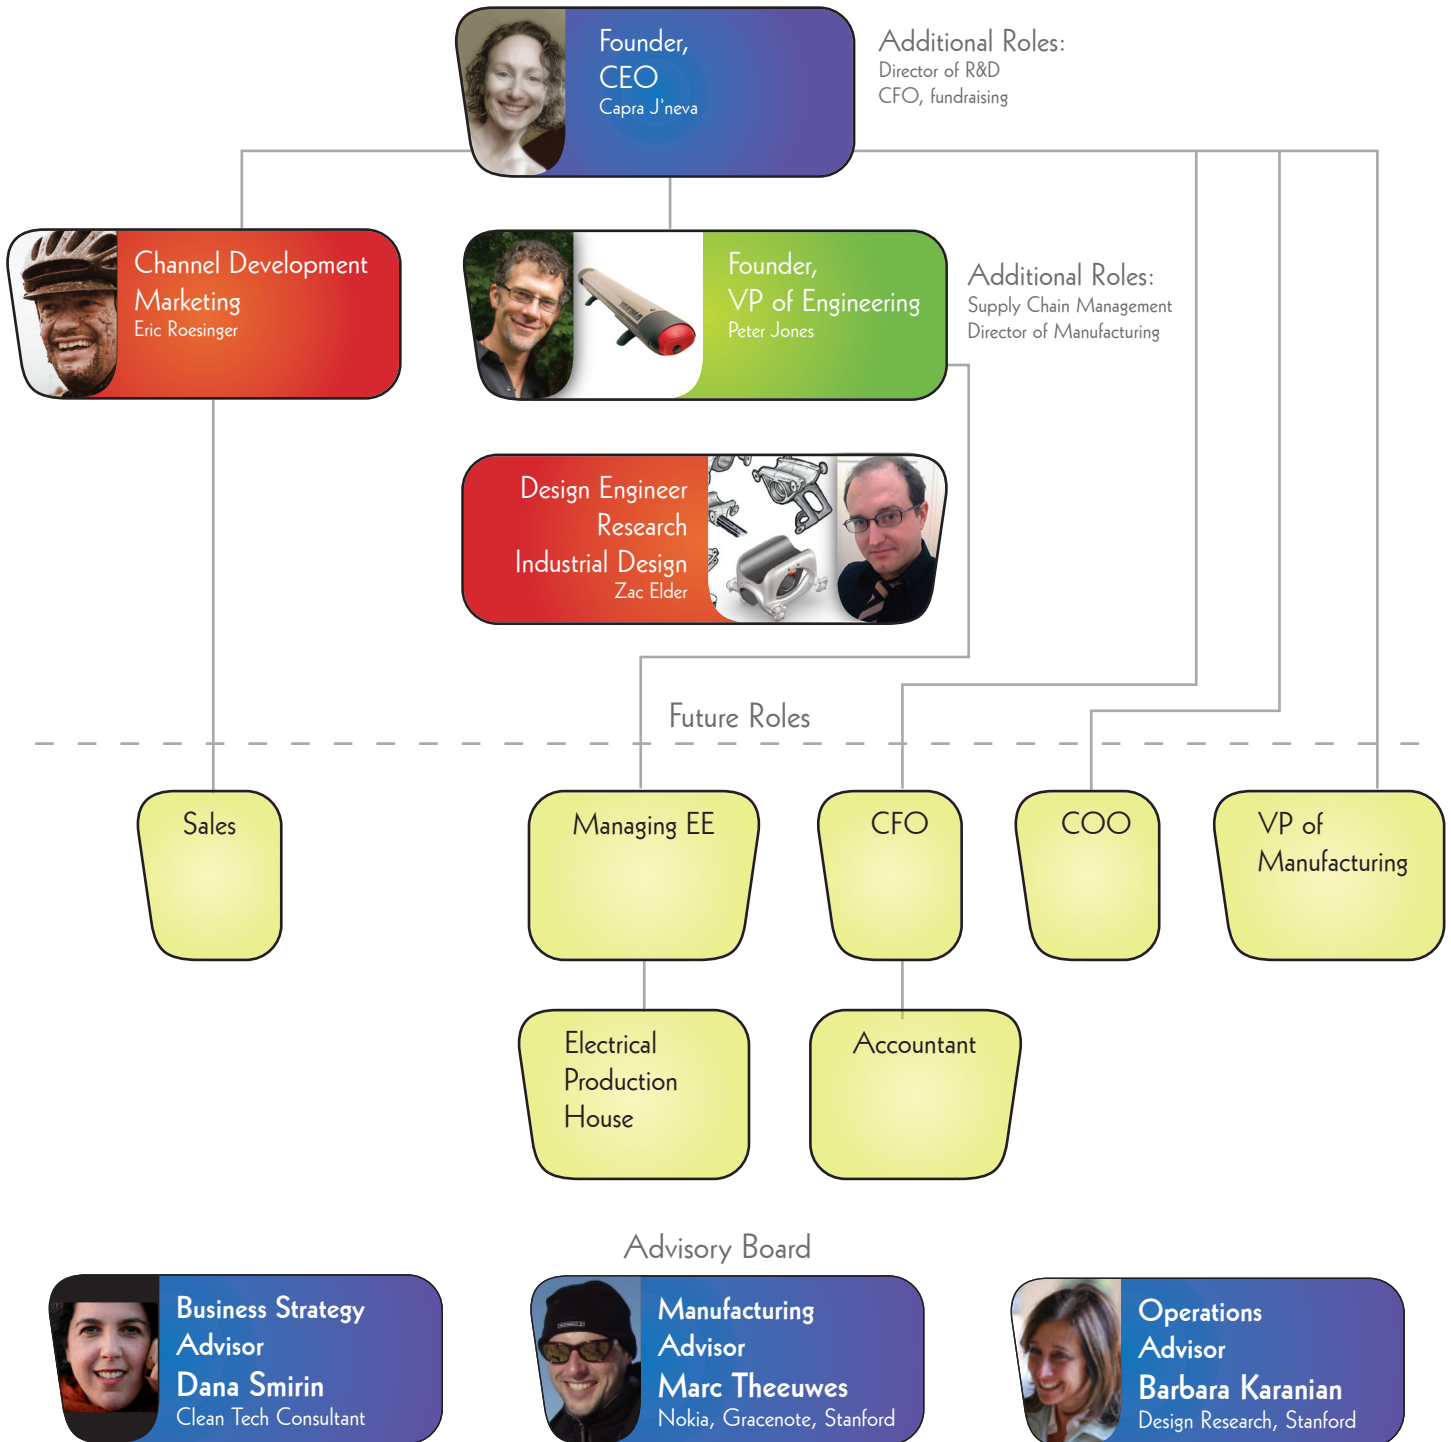 Founder,
CEO
Capra J'neva
Additional Roles:
Director of R&D
CFO, fundraising
Channel Development
Marketing
Eric Roesinger
Founder,
VP of Engineering
Peter Jones
Additional Roles:
Supply Chain Management
Director of Manufacturing
Design Engineer
Research
Industrial Design
Zac Elder
Future Roles
Sales
Managing EE
CFO
COO
VP of
Manufacturing
Electrical
Production
House
Accountant
Advisory Board
Business Strategy
Advisor
Dana Smirin
Clean Tech Consultant
Manufacturing
Advisor
Marc Theeuwes
Nokia, Gracenote, Stanford
Operations
Advisor
Barbara Karanian
Design Research, Stanford